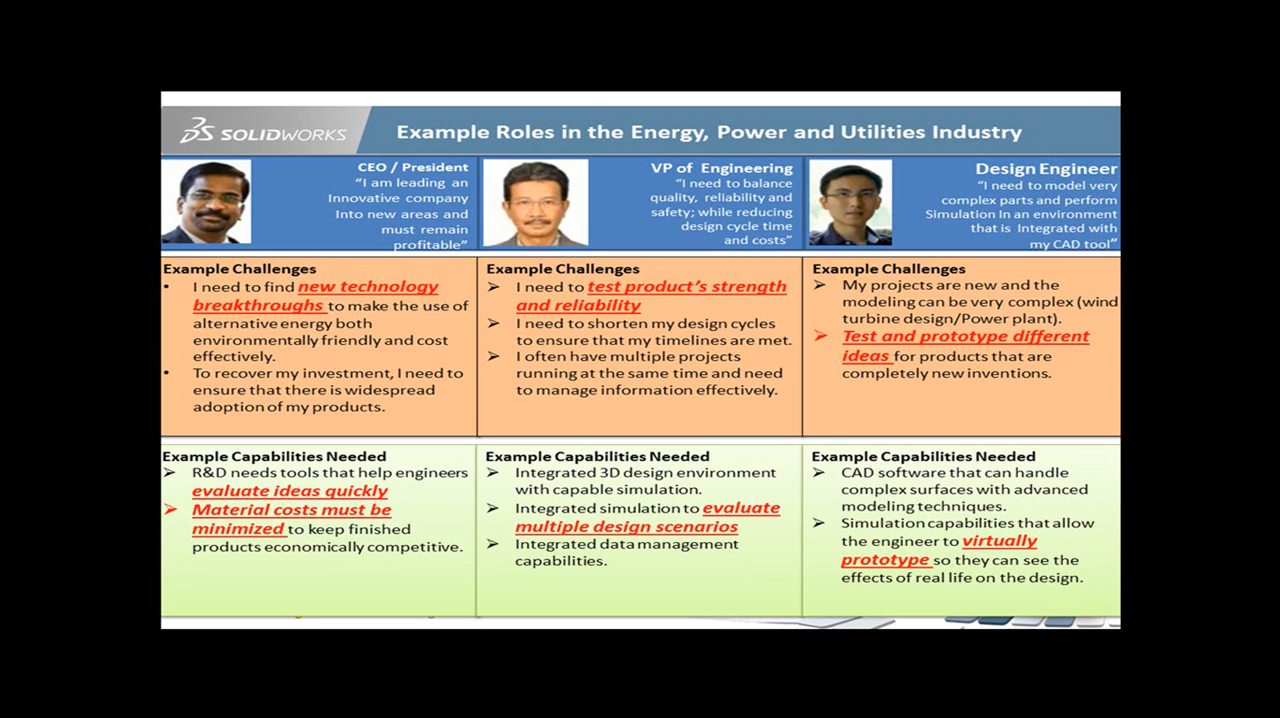 3DS SOLIDWORKS
Example Roles in the Energy, Power and Utilities Industry
CEO / President
“I am leading an
Innovative company
Into new areas and
must remain
profitable”
VP of Engineering
“I need to balance
quality, reliability and
safety; while reducing
design cycle time
and costs”
Design Engineer
“I need to model very
complex parts and perform
Simulation In an environment
that is Integrated with
my CAD tool”
Example Challenges
• I need to find new technology
breakthroughs to make the use of
alternative energy both
environmentally friendly and cost
effectively.
• To recover my investment, I need to
ensure that there is widespread
adoption of my products.
Example Challenges
➢ I need to test product’s strength
and reliability
➢ I need to shorten my design cycles
to ensure that my timelines are met.
➢ I often have multiple projects
running at the same time and need
to manage information effectively.
Example Challenges
➢ My projects are new and the
modeling can be very complex (wind
turbine design/Power plant).
➢ Test and prototype different
ideas for products that are
completely new inventions.
Example Capabilities Needed
➢ R&D needs tools that help engineers
evaluate ideas quickly
➢ Material costs must be
minimized to keep finished
products economically competitive.
Example Capabilities Needed
➢ Integrated 3D design environment
with capable simulation.
➢ Integrated simulation to evaluate
multiple design scenarios
➢ Integrated data management
capabilities.
Example Capabilities Needed
➢ CAD software that can handle
complex surfaces with advanced
modeling techniques.
➢ Simulation capabilities that allow
the engineer to virtually
prototype so they can see the
effects of real life on the design.